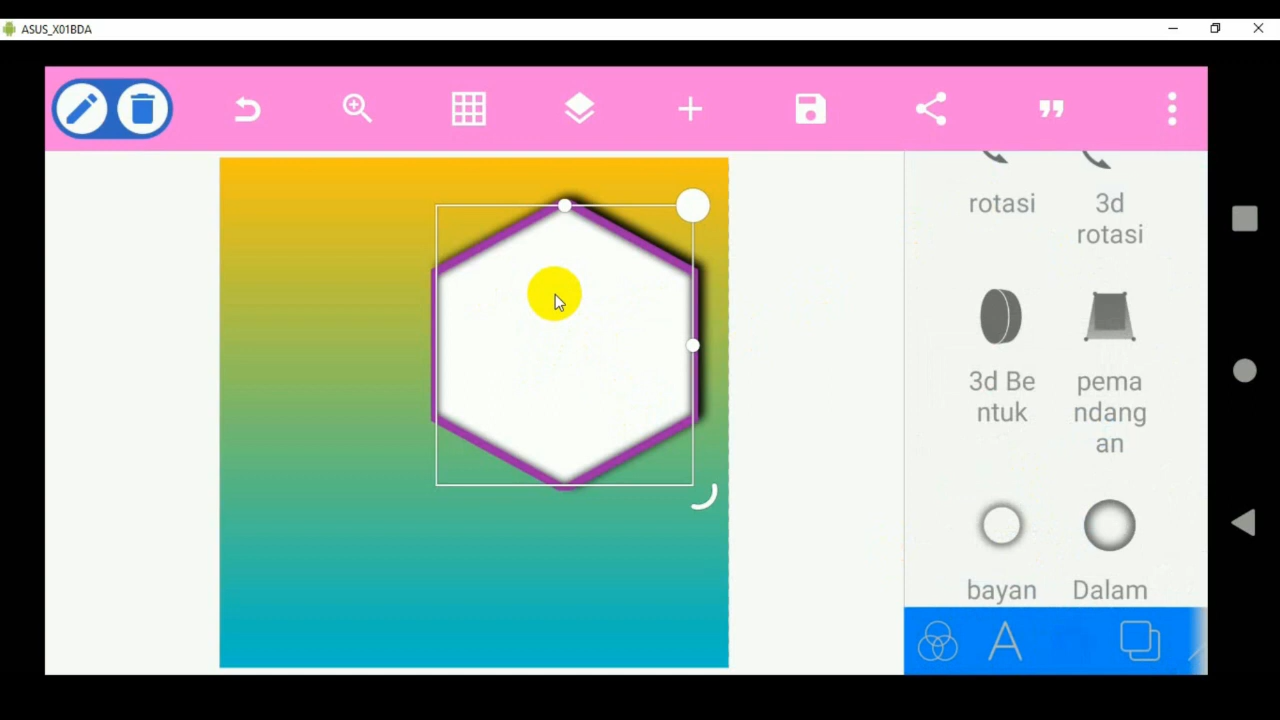 ASUS_X01BDA
rotasi
3d
rotasi
3d Be
ntuk
pema
ndang
an
bayan
Dalam